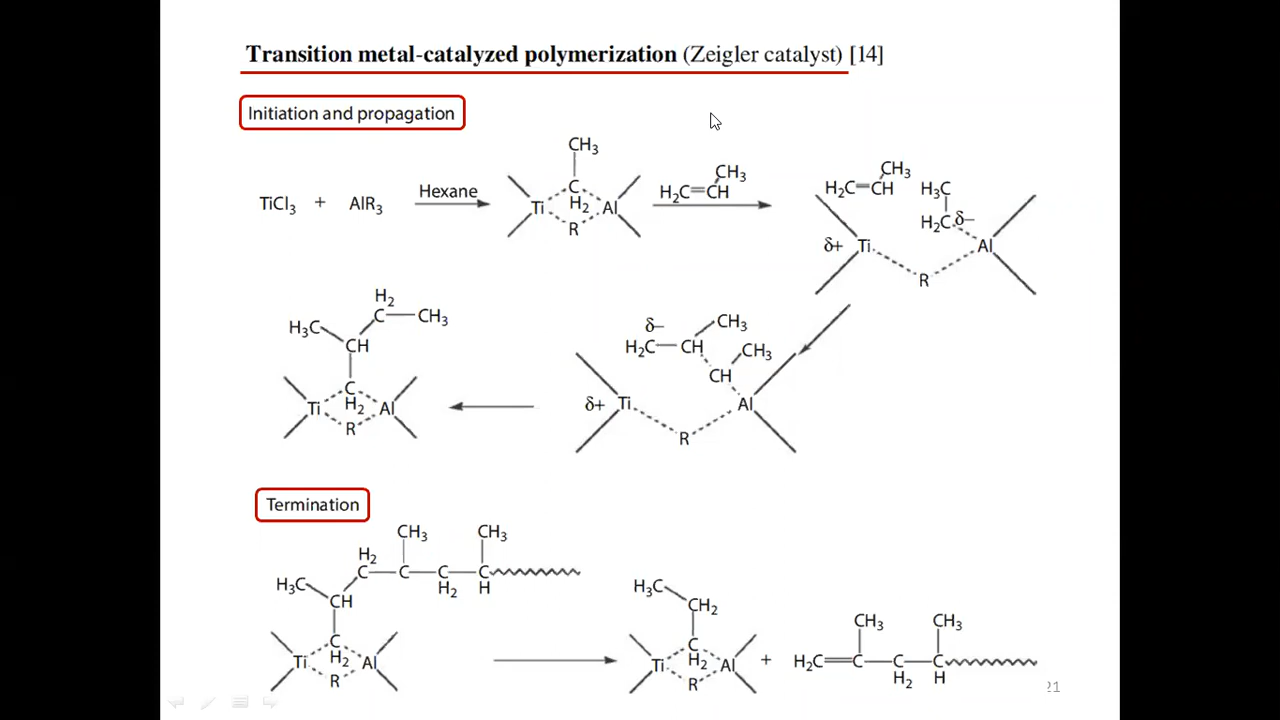 Transition metal-catalyzed polymerization (Zeigler catalyst) [14]
Initiation and propagation
TiCl3 + AlR3
Hexane
CH3
C
H2
Ti
Al
R
CH3
H2C=CH
CH3
H2C=CH
H3C
H2C δ–
δ+ Ti
Al
R
H2
C—CH3
H3C
CH
C
H2
Ti
Al
R
δ–
CH3
H2C—CH
CH3
CH
δ+ Ti
Al
R
Termination
CH3 CH3
H2
C—C—C—C
H2 H
H3C
CH
C
H2
Ti
Al
R
H3C
CH2
C
H2
Ti
Al
R
+
CH3 CH3
H2C=C—C—C
H2 H
21